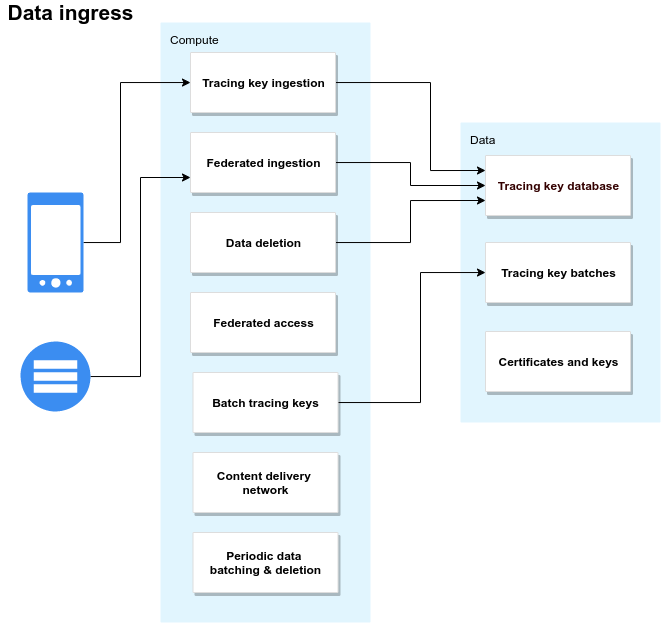 Data ingress
Compute
Tracing key ingestion
Federated ingestion
Data deletion
Federated access
Batch tracing keys
Content delivery
network
Periodic data
batching & deletion
Data
Tracing key database
Tracing key batches
Certificates and keys